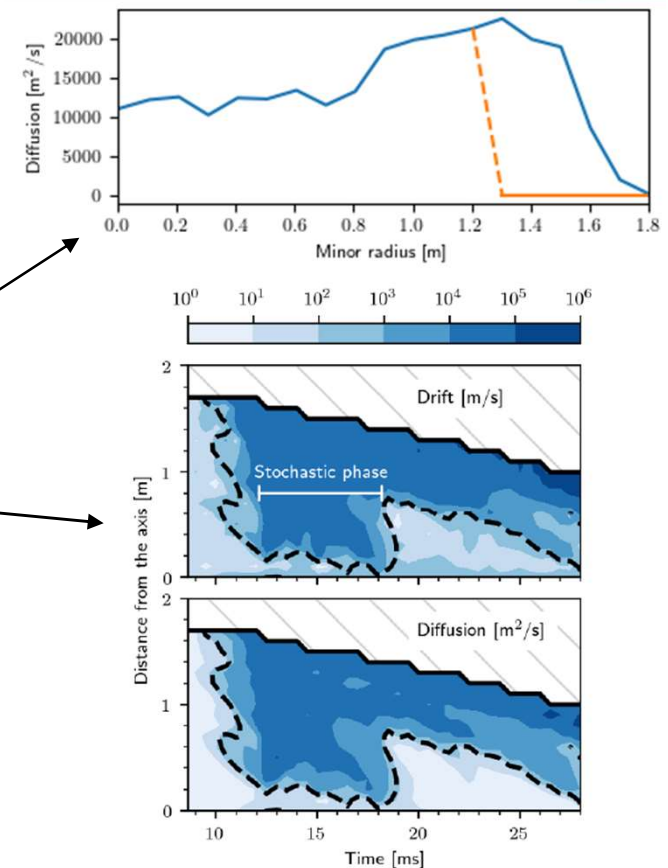 Diffusion [m²/s]
20000
15000
10000
5000
0
0.0 0.2 0.4 0.6 0.8 1.0 1.2 1.4 1.6 1.8
Minor radius [m]
10⁰ 10¹ 10² 10³ 10⁴ 10⁵ 10⁶
Distance from the axis [m]
2
1
0
Drift [m/s]
Stochastic phase
2
1
0
Diffusion [m²/s]
10 15 20 25
Time [ms]